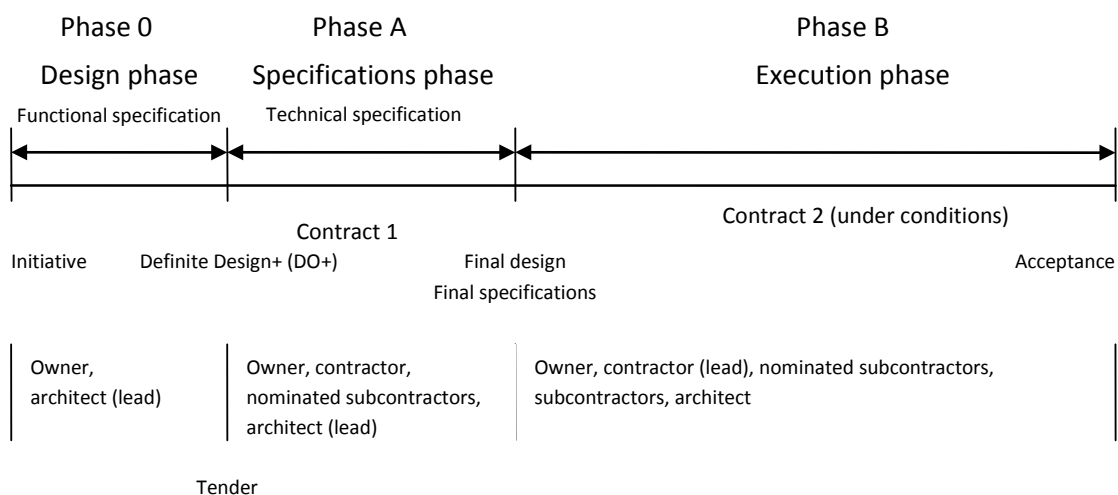 Phase 0
Phase A
Phase B
Design phase
Specifications phase
Execution phase
Functional specification
Technical specification
Contract 1
Contract 2 (under conditions)
Initiative
Definite Design+ (DO+)
Final design
Final specifications
Acceptance
Owner,
architect (lead)
Owner, contractor,
nominated subcontractors,
architect (lead)
Owner, contractor (lead), nominated subcontractors,
subcontractors, architect
Tender